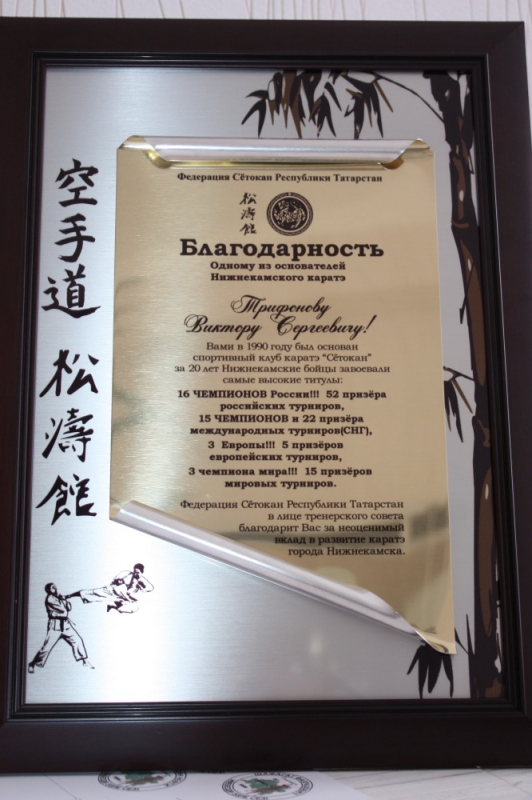 Федерация Сётокан Республики Татарстан
松
濤
館
Благодарность
Одному из основателей
Нижнекамского каратэ
Трифонову
Виктору Сергеевичу!
Вами в 1990 году был основан
спортивный клуб каратэ "Сётокан"
за 20 лет Нижнекамские бойцы завоевали
самые высокие титулы:
16 ЧЕМПИОНОВ России!!! 52 призёра
российских турниров,
15 ЧЕМПИОНОВ и 22 призёра
международных турниров(СНГ),
3 Европы!!! 5 призёров
европейских турниров,
3 чемпиона мира!!! 15 призёров
мировых турниров.
Федерация Сётокан Республики Татарстан
в лице тренерского совета
благодарит Вас за неоценимый
вклад в развитие каратэ
города Нижнекамска.
空手道 松濤館